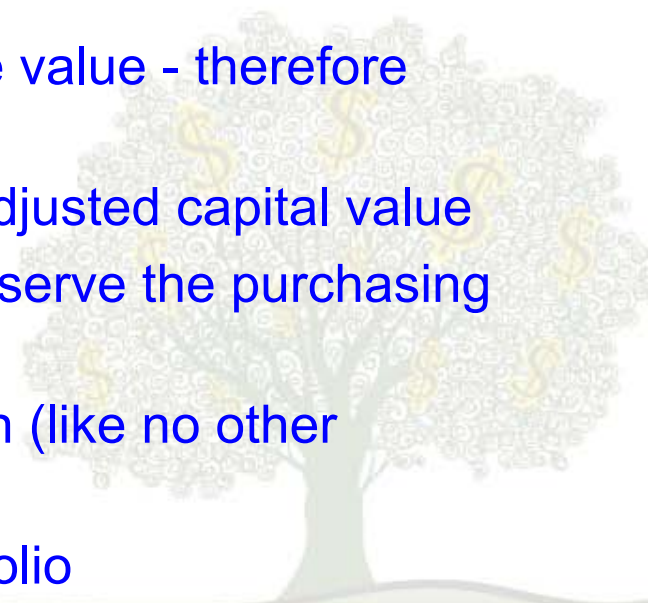 value - therefore
djusted capital value
serve the purchasing
(like no other
olio